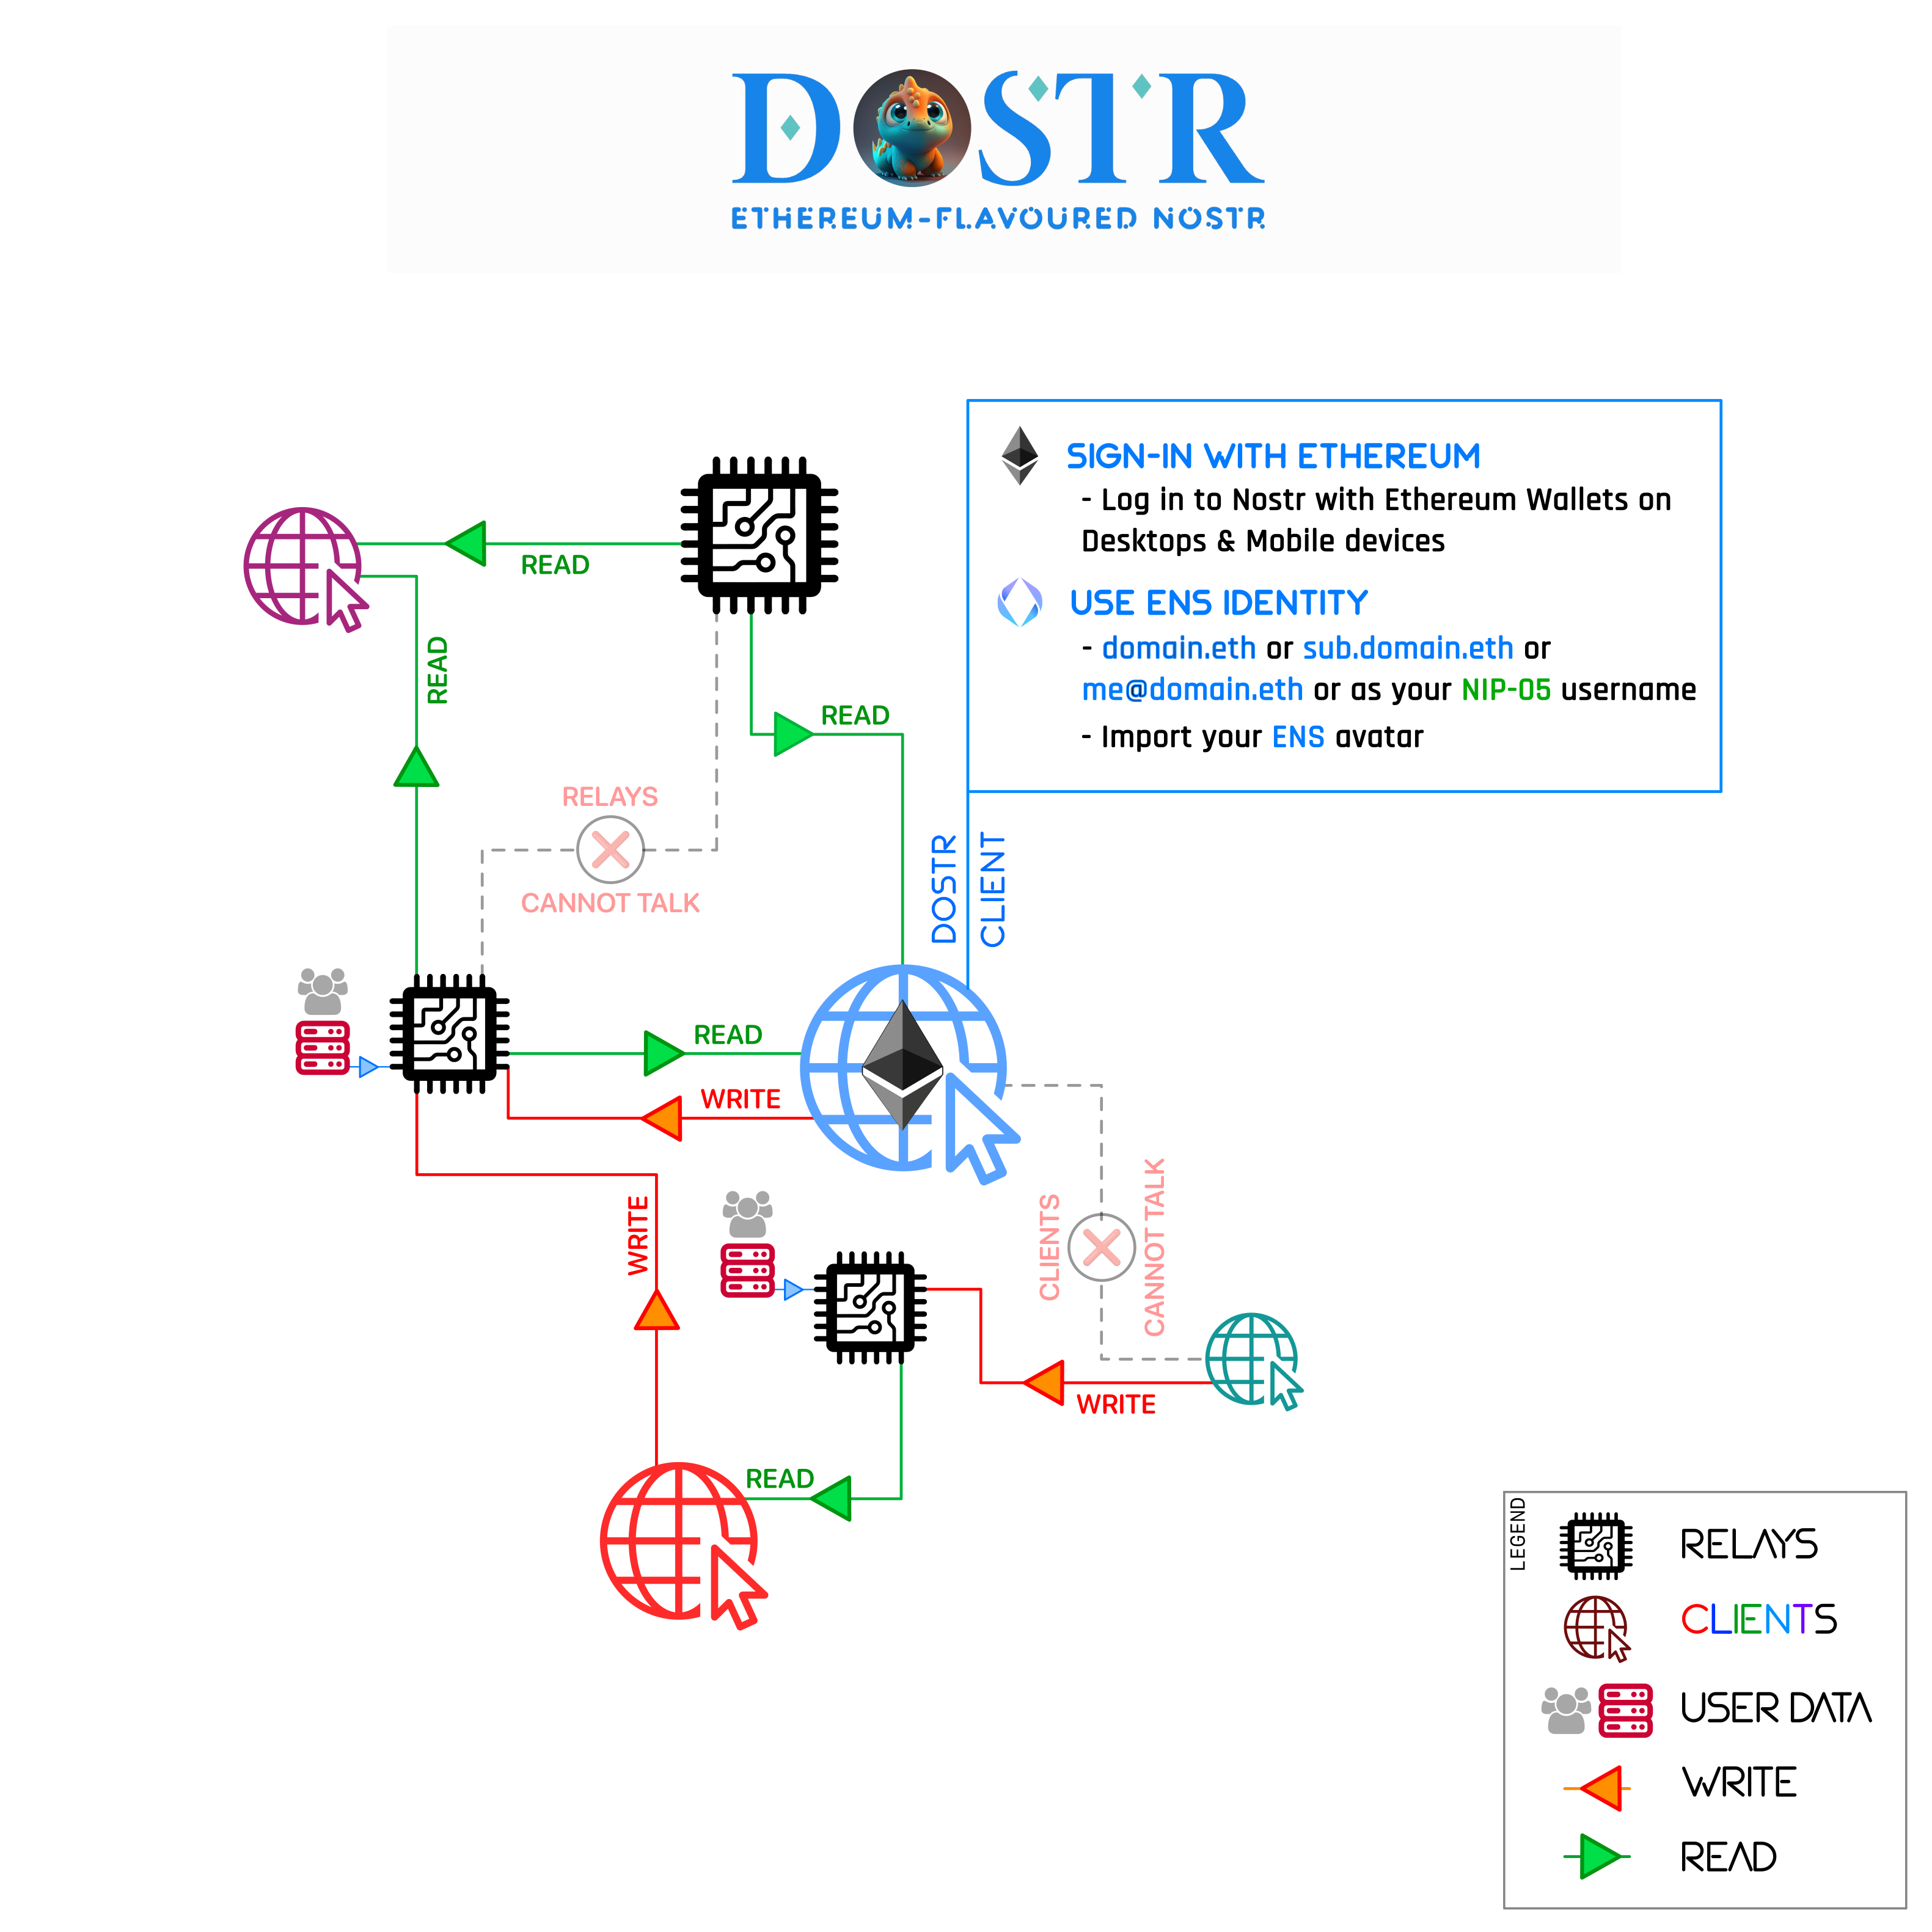 DOSTR
ETHEREUM-FLAVOURED NOSTR
SIGN-IN WITH ETHEREUM
- Log in to Nostr with Ethereum Wallets on
Desktops & Mobile devices
USE ENS IDENTITY
- domain.eth or sub.domain.eth or
me@domain.eth or as your NIP-05 username
- Import your ENS avatar
READ
READ
READ
RELAYS
CANNOT TALK
DOSTR
CLIENT
READ
WRITE
WRITE
CLIENTS
CANNOT TALK
WRITE
READ
LEGEND
RELAYS
CLIENTS
USER DATA
WRITE
READ